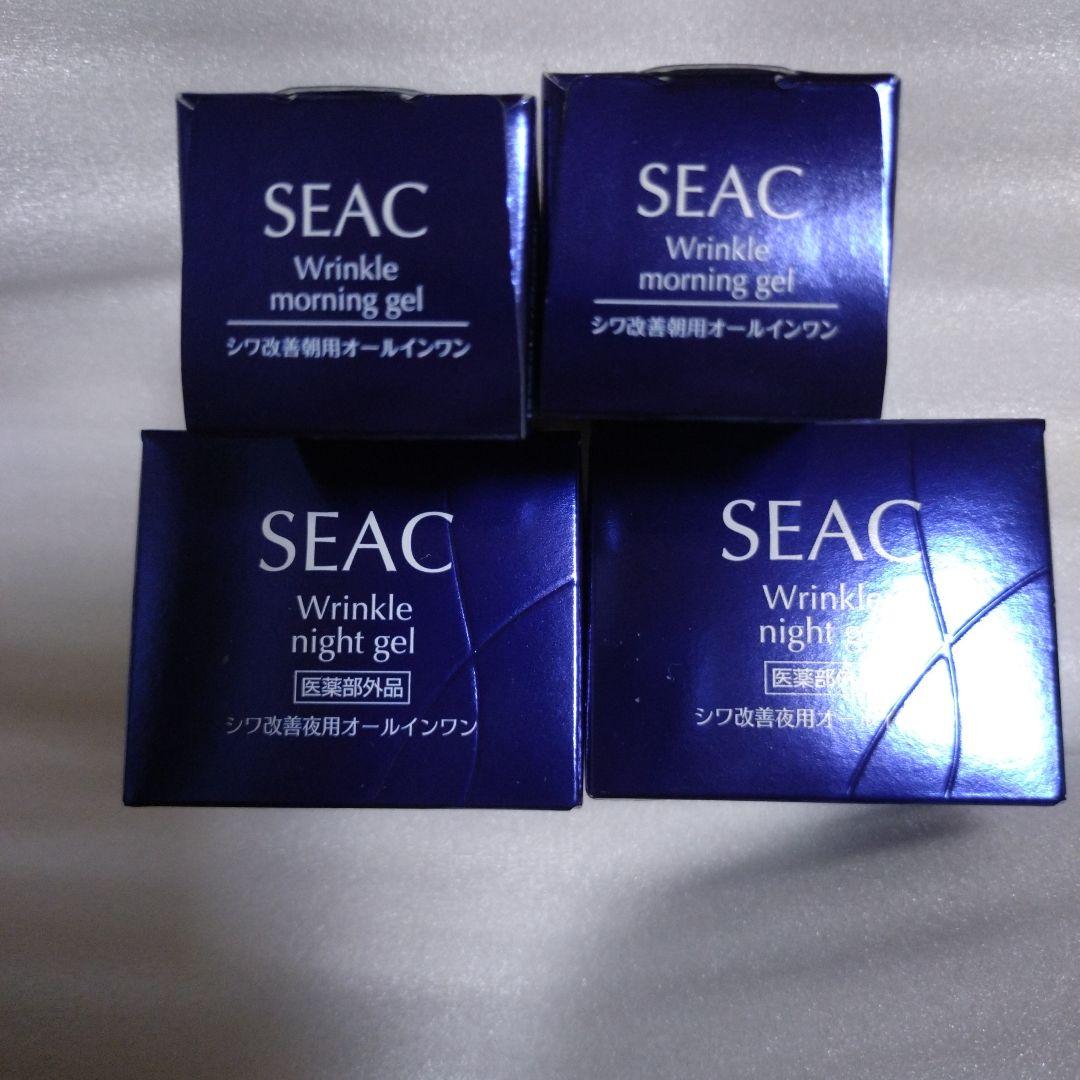 SEAC
Wrinkle
morning gel
シワ改善朝用オールインワン
SEAC
Wrinkle
morning gel
シワ改善朝用オールインワン
SEAC
Wrinkle
night gel
医薬部外品
シワ改善夜用オールインワン
SEAC
Wrinkle
night
医薬部
シワ改善夜用オール